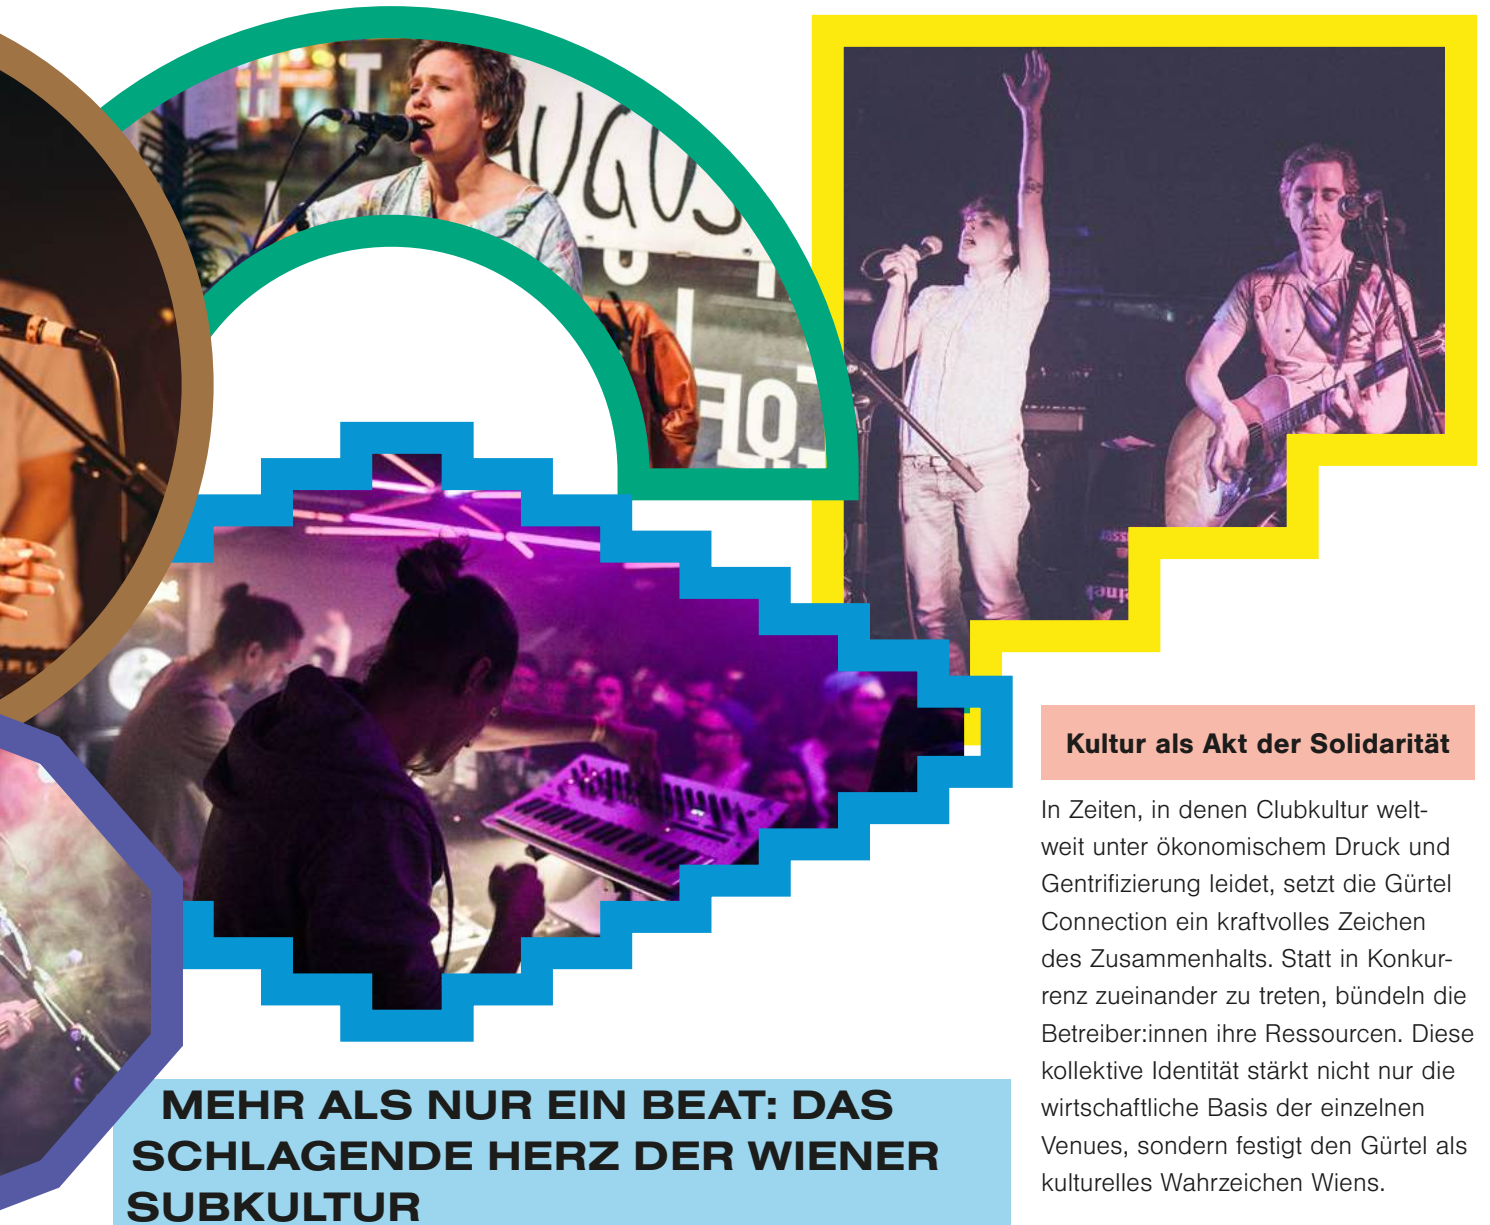 UGUS
MEHR ALS NUR EIN BEAT: DAS
SCHLAGENDE HERZ DER WIENER
SUBKULTUR
Kultur als Akt der Solidarität
In Zeiten, in denen Clubkultur welt-
weit unter ökonomischem Druck und
Gentrifizierung leidet, setzt die Gürtel
Connection ein kraftvolles Zeichen
des Zusammenhalts. Statt in Konkur-
renz zueinander zu treten, bündeln die
Betreiber:innen ihre Ressourcen. Diese
kollektive Identität stärkt nicht nur die
wirtschaftliche Basis der einzelnen
Venues, sondern festigt den Gürtel als
kulturelles Wahrzeichen Wiens.